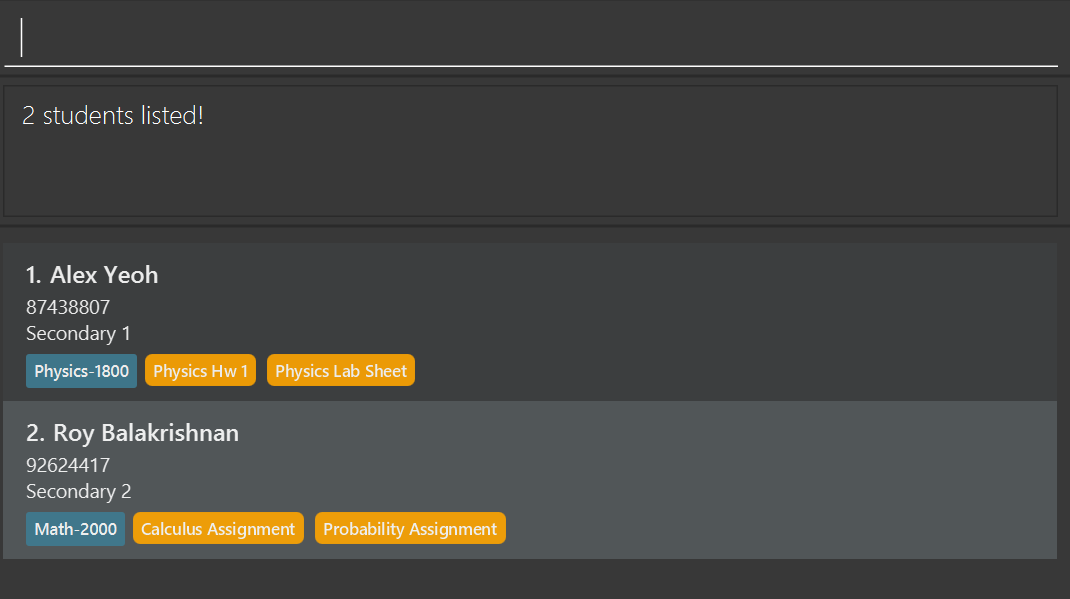 2 students listed!
1. Alex Yeoh
87438807
Secondary 1
Physics-1800 Physics Hw 1 Physics Lab Sheet
2. Roy Balakrishnan
92624417
Secondary 2
Math-2000 Calculus Assignment Probability Assignment